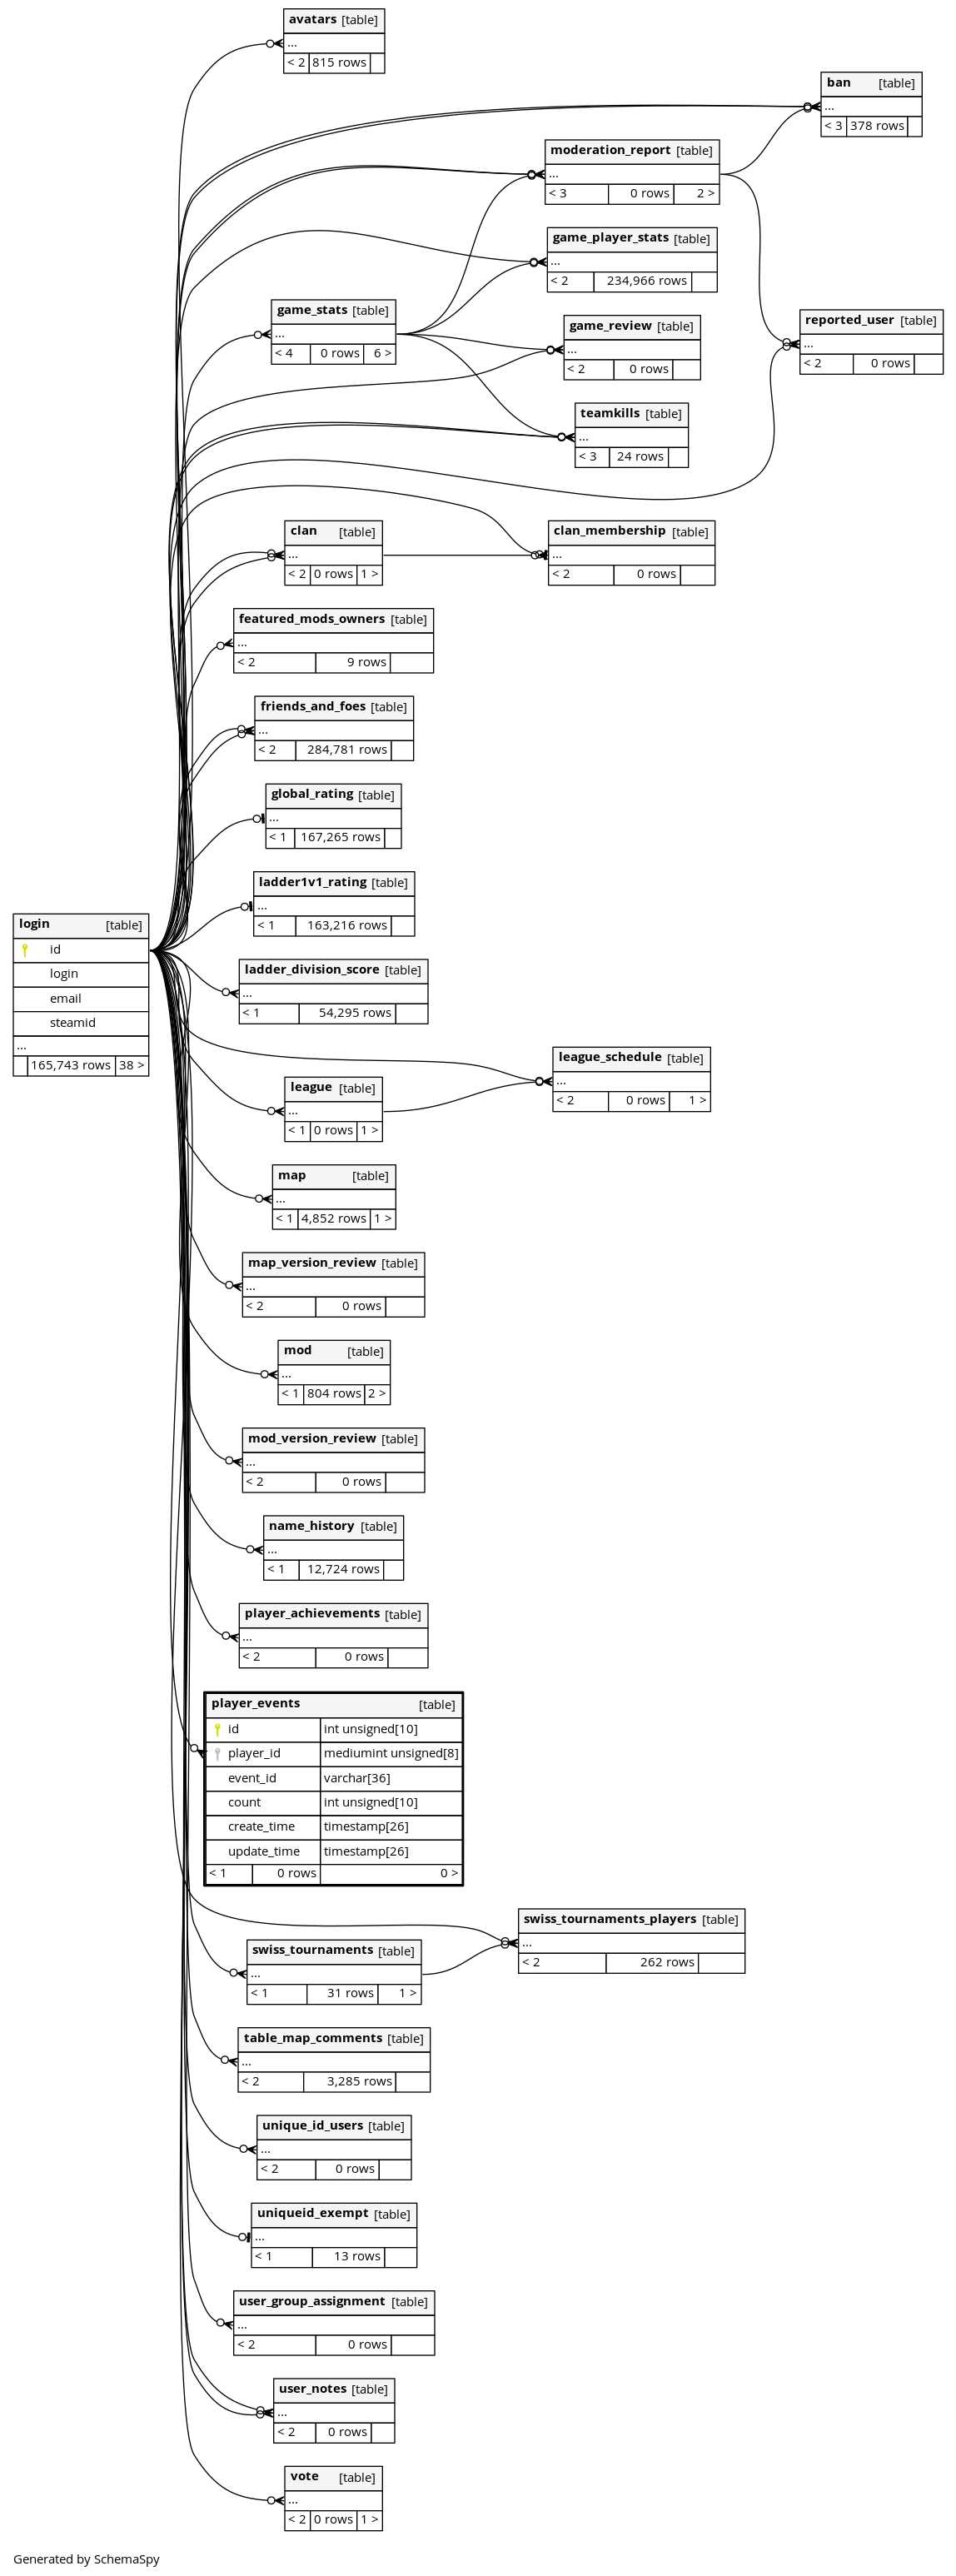 avatars [table]
...
< 2 815 rows
ban [table]
...
< 3 378 rows
moderation_report [table]
...
< 3 0 rows 2 >
game_player_stats [table]
...
< 2 234,966 rows
game_stats [table]
...
< 4 0 rows 6 >
game_review [table]
...
< 2 0 rows
reported_user [table]
...
< 2 0 rows
teamkills [table]
...
< 3 24 rows
clan [table]
...
< 2 0 rows 1 >
clan_membership [table]
...
< 2 0 rows
featured_mods_owners [table]
...
< 2 9 rows
friends_and_foes [table]
...
< 2 284,781 rows
global_rating [table]
...
< 1 167,265 rows
ladder1v1_rating [table]
...
< 1 163,216 rows
login [table]
id
login
email
steamid
...
165,743 rows 38 >
ladder_division_score [table]
...
< 1 54,295 rows
league_schedule [table]
...
< 2 0 rows 1 >
league [table]
...
< 1 0 rows 1 >
map [table]
...
< 1 4,852 rows 1 >
map_version_review [table]
...
< 2 0 rows
mod [table]
...
< 1 804 rows 2 >
mod_version_review [table]
...
< 2 0 rows
name_history [table]
...
< 1 12,724 rows
player_achievements [table]
...
< 2 0 rows
player_events [table]
id int unsigned[10]
player_id mediumint unsigned[8]
event_id varchar[36]
count int unsigned[10]
create_time timestamp[26]
update_time timestamp[26]
< 1 0 rows 0 >
swiss_tournaments_players [table]
...
< 2 262 rows
swiss_tournaments [table]
...
< 1 31 rows 1 >
table_map_comments [table]
...
< 2 3,285 rows
unique_id_users [table]
...
< 2 0 rows
uniqueid_exempt [table]
...
< 1 13 rows
user_group_assignment [table]
...
< 2 0 rows
user_notes [table]
...
< 2 0 rows
vote [table]
...
< 2 0 rows 1 >
Generated by SchemaSpy